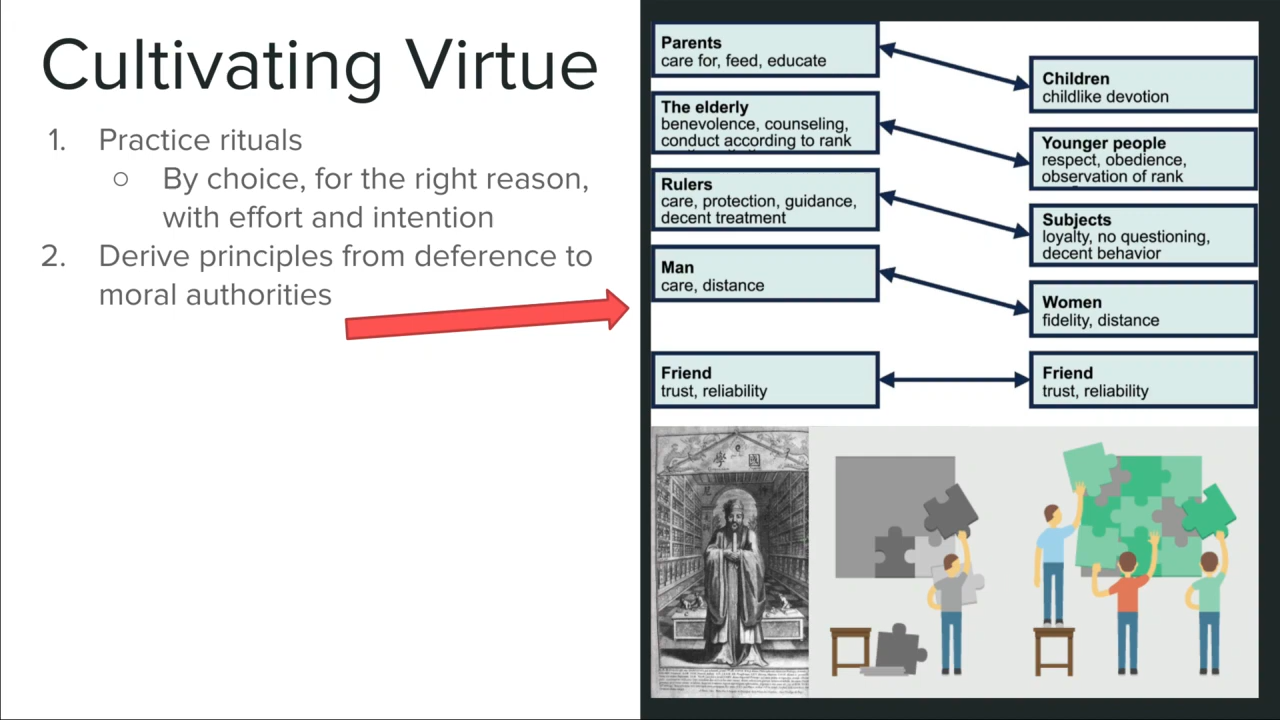 Cultivating Virtue
1. Practice rituals
○ By choice, for the right reason,
with effort and intention
2. Derive principles from deference to
moral authorities
Parents
care for, feed, educate
Children
childlike devotion
The elderly
benevolence, counseling,
conduct according to rank
Younger people
respect, obedience,
observation of rank
Rulers
care, protection, guidance,
decent treatment
Subjects
loyalty, no questioning,
decent behavior
Man
care, distance
Women
fidelity, distance
Friend
trust, reliability
Friend
trust, reliability
學 國